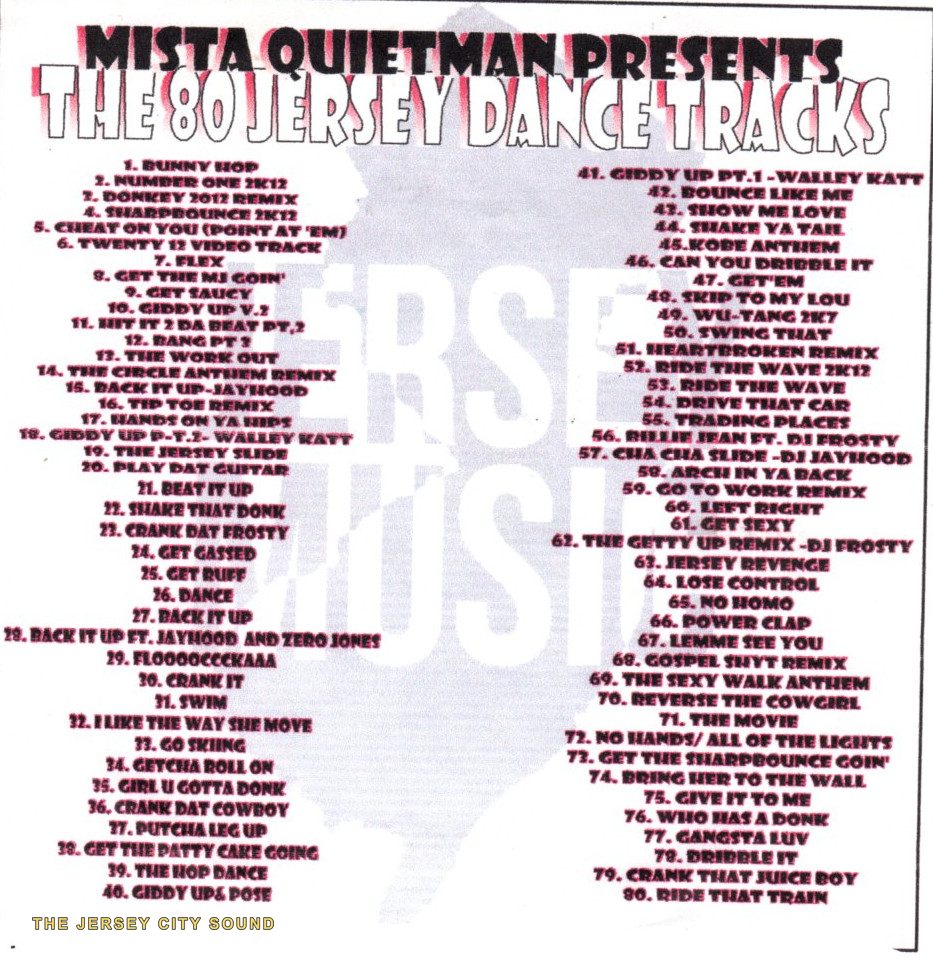 MISTA QUIETMAN PRESENTS
THE 80 JERSEY DANCE TRACKS
1. BUNNY HOP
2. NUMBER ONE 2K12
3. DONKEY 2012 REMIX
4. SHARPBOUNCE 2K12
5. CHEAT ON YOU (POINT AT 'EM)
6. TWENTY 12 VIDEO TRACK
7. FLEX
8. GET THE MJ GOIN'
9. GET SAUCY
10. GIDDY UP V.2
11. HIT IT 2 DA BEAT PT,2
12. BANG PT 3
13. THE WORK OUT
14. THE CIRCLE ANTHEM REMIX
15. BACK IT UP-JAYHOOD
16. TIP TOE REMIX
17. HANDS ON YA HIPS
18. GIDDY UP P-T.2- WALLEY KATT
19. THE JERSEY SLIDE
20. PLAY DAT GUITAR
21. BEAT IT UP
22. SHAKE THAT DONK
23. CRANK DAT FROSTY
24. GET GASSED
25. GET RUFF
26. DANCE
27. BACK IT UP
28. BACK IT UP FT. JAYHOOD AND ZERO JONES
29. FLOOOOCCCKAAA
30. CRANK IT
31. SWIM
32. I LIKE THE WAY SHE MOVE
33. GO SKIING
34. GETCHA ROLL ON
35. GIRL U GOTTA DONK
36. CRANK DAT COWBOY
37. PUTCHA LEG UP
38. GET THE PATTY CAKE GOING
39. THE HOP DANCE
40. GIDDY UP& POSE
41. GIDDY UP PT.1 -WALLEY KATT
42. BOUNCE LIKE ME
43. SHOW ME LOVE
44. SHAKE YA TAIL
45.KOBE ANTHEM
46. CAN YOU DRIBBLE IT
47. GET'EM
48. SKIP TO MY LOU
49. WU-TANG 2K7
50. SWING THAT
51. HEARTBROKEN REMIX
52. RIDE THE WAVE 2K12
53. RIDE THE WAVE
54. DRIVE THAT CAR
55. TRADING PLACES
56. BILLIE JEAN FT. DJ FROSTY
57. CHA CHA SLIDE -DJ JAYHOOD
58. ARCH IN YA BACK
59. GO TO WORK REMIX
60. LEFT RIGHT
61. GET SEXY
62. THE GETTY UP REMIX -DJ FROSTY
63. JERSEY REVENGE
64. LOSE CONTROL
65. NO HOMO
66. POWER CLAP
67. LEMME SEE YOU
68. GOSPEL SHYT REMIX
69. THE SEXY WALK ANTHEM
70. REVERSE THE COWGIRL
71. THE MOVIE
72. NO HANDS/ ALL OF THE LIGHTS
73. GET THE SHARPBOUNCE GOIN'
74. BRING HER TO THE WALL
75. GIVE IT TO ME
76. WHO HAS A DONK
77. GANGSTA LUV
78. DRIBBLE IT
79. CRANK THAT JUICE BOY
80. RIDE THAT TRAIN
JERSEY
MUSIC
THE JERSEY CITY SOUND